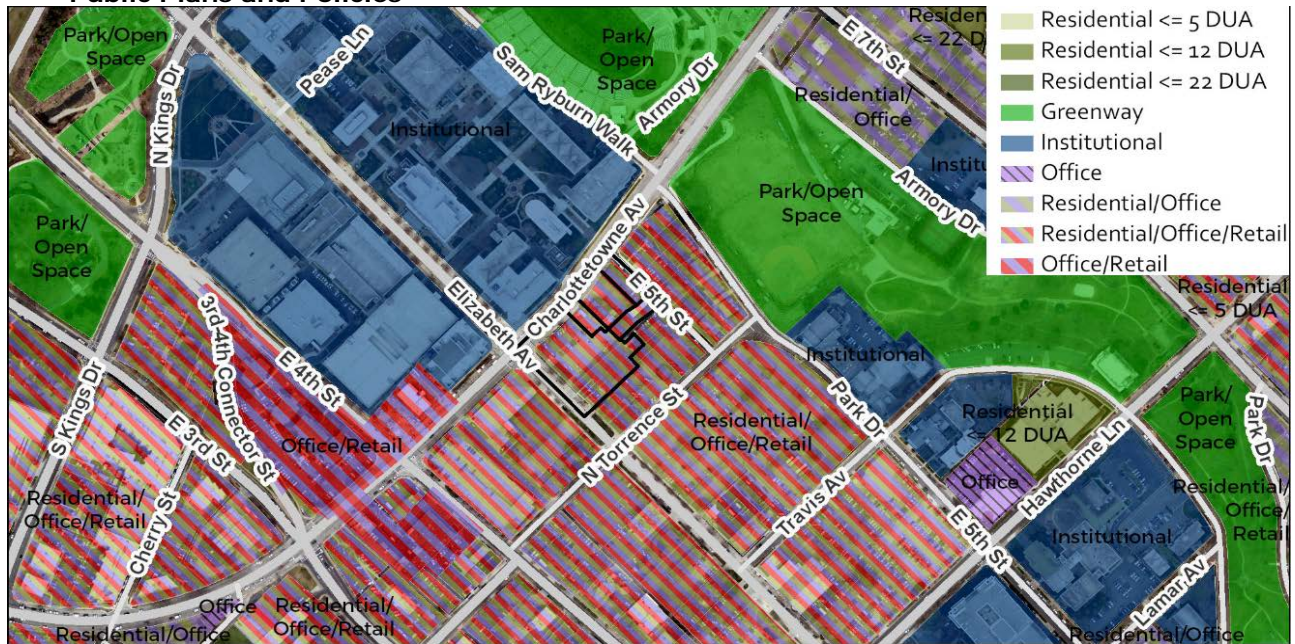 Public Plans and Policies
Park/Open
Space
N Kings Dr
Pease Ln
Sam Ryburn Walk
Park/
Open
Space
Armory Dr
Residen
<= 22 D
E 7th St
Residential/
Office
Institutional
Institu
Armory Dr
Park/Open
Space
Park/
Open
Space
Charlottetowne Av
Elizabeth Av
E 5th St
3rd 4th Connector St
E 4th St
S Kings Dr
E 3rd St
Cherry St
Office/Retail
Residential/
Office/Retail
N Torrence St
Residential/
Office/Retail
Park Dr
Institutional
Travis Av
Residential
<= 12 DUA
Office
Hawthorne Ln
E 5th St
Institutional
Lamar Av
Residential
<= 5 DUA
Park/
Open
Space
Park Dr
Residential/
Office/
Retail
Office
Residential/Office
Residential/
Office/Retail
Residential/Office
Residential <= 5 DUA
Residential <= 12 DUA
Residential <= 22 DUA
Greenway
Institutional
Office
Residential/Office
Residential/Office/Retail
Office/Retail